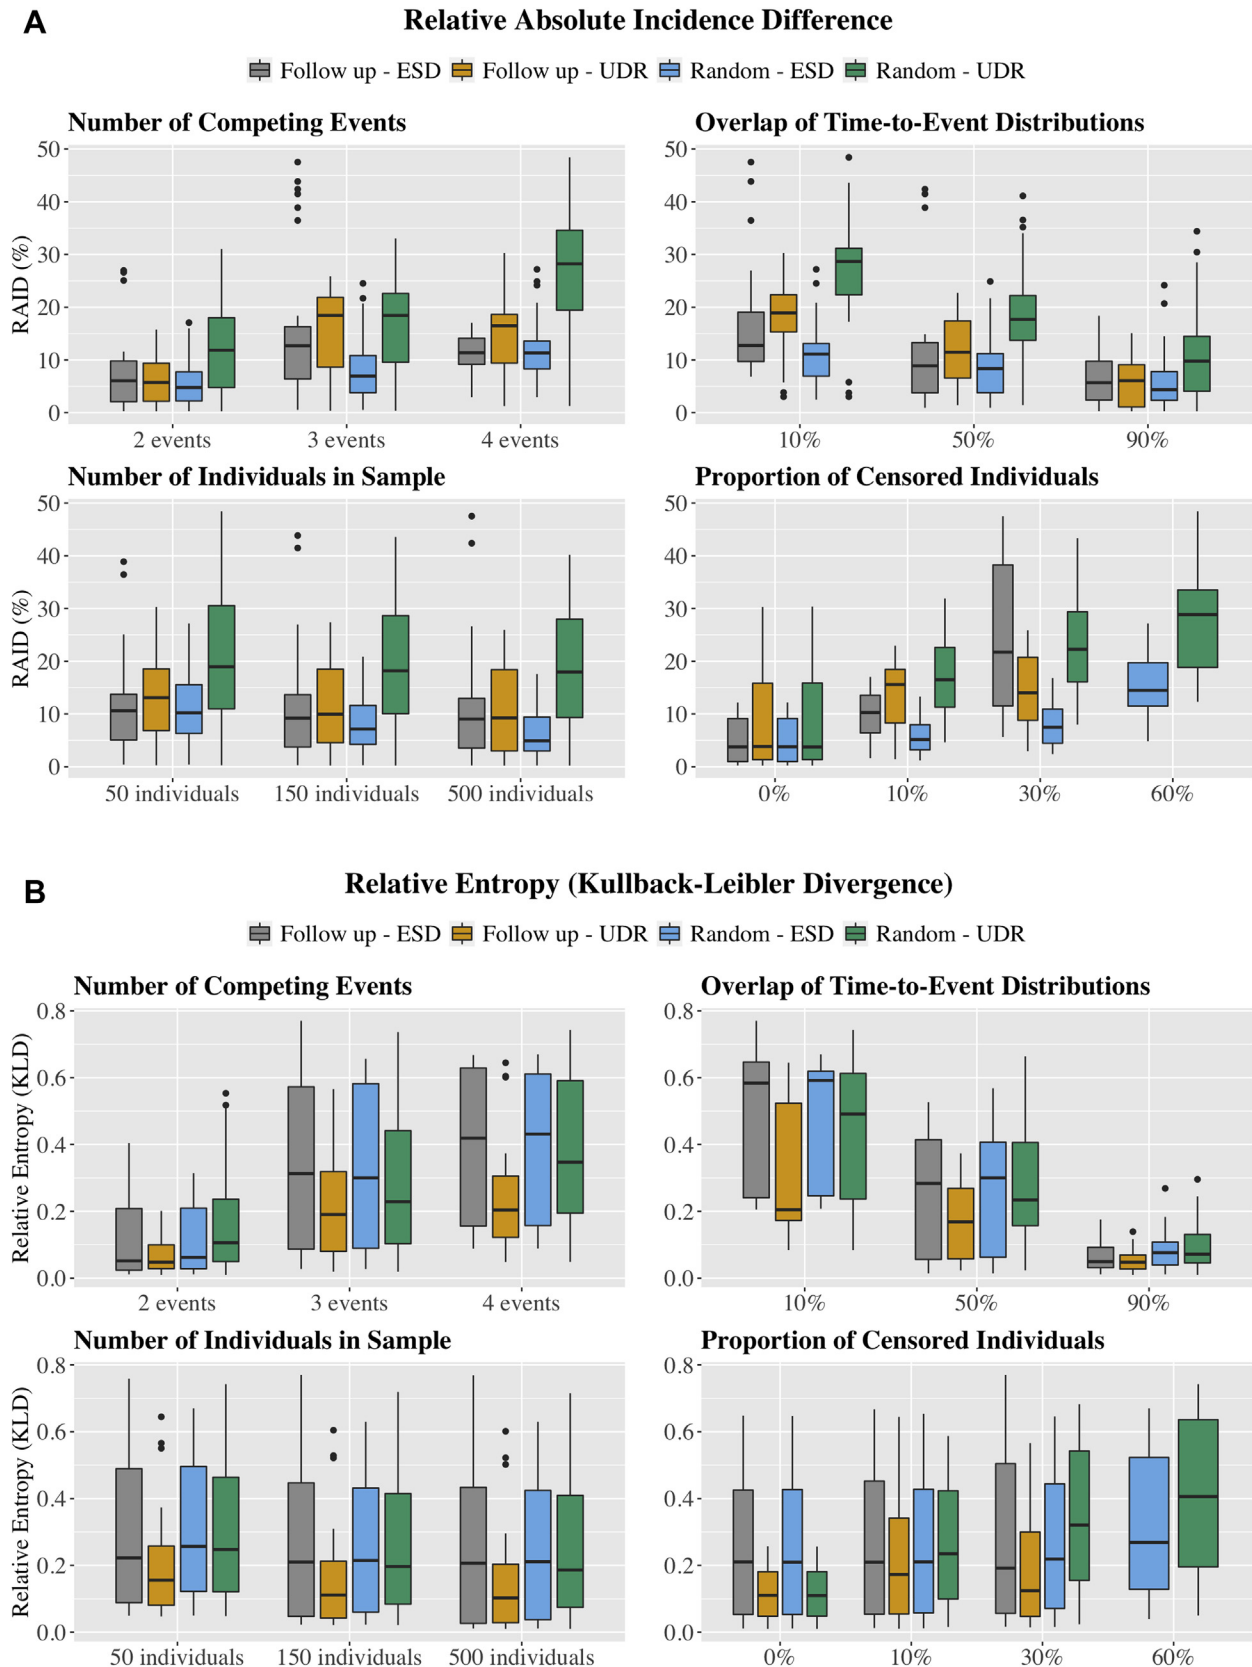 A
Relative Absolute Incidence Difference
Follow up - ESD Follow up - UDR Random - ESD Random - UDR
Number of Competing Events
RAID (%)
50
40
30
20
10
0
2 events 3 events 4 events
Overlap of Time-to-Event Distributions
50
40
30
20
10
0
10% 50% 90%
Number of Individuals in Sample
RAID (%)
50
40
30
20
10
0
50 individuals 150 individuals 500 individuals
Proportion of Censored Individuals
50
40
30
20
10
0
0% 10% 30% 60%
B
Relative Entropy (Kullback-Leibler Divergence)
Follow up - ESD Follow up - UDR Random - ESD Random - UDR
Number of Competing Events
Relative Entropy (KLD)
0.8
0.6
0.4
0.2
0.0
2 events 3 events 4 events
Overlap of Time-to-Event Distributions
0.8
0.6
0.4
0.2
0.0
10% 50% 90%
Number of Individuals in Sample
Relative Entropy (KLD)
0.8
0.6
0.4
0.2
0.0
50 individuals 150 individuals 500 individuals
Proportion of Censored Individuals
0.8
0.6
0.4
0.2
0.0
0% 10% 30% 60%